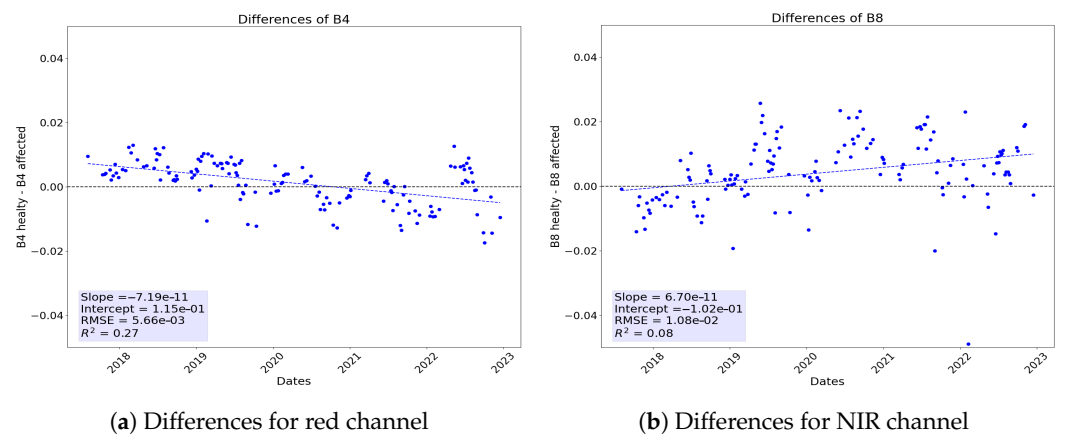 Differences of B4
B4 healty - B4 affected
0.04
0.02
0.00
−0.02
−0.04
Slope =−7.19e–11
Intercept = 1.15e–01
RMSE = 5.66e–03
R² = 0.27
2018
2019
2020
2021
2022
2023
Dates
(a) Differences for red channel
Differences of B8
B8 healty - B8 affected
0.04
0.02
0.00
−0.02
−0.04
Slope = 6.70e–11
Intercept =−1.02e–01
RMSE = 1.08e–02
R² = 0.08
2018
2019
2020
2021
2022
2023
Dates
(b) Differences for NIR channel